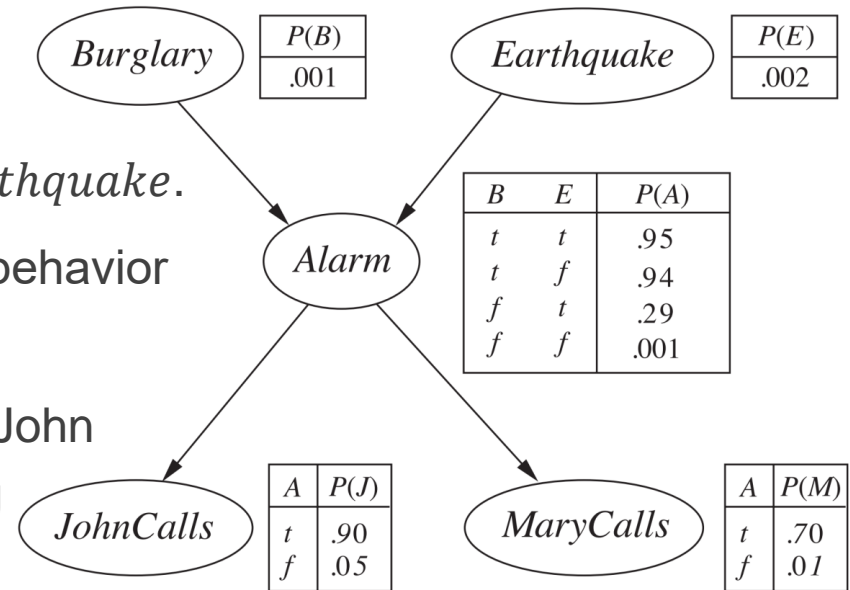 Burglary
P(B)
.001
Earthquake
P(E)
.002
thquake.
behavior
Alarm
B E P(A)
t t .95
t f .94
f t .29
f f .001
John
JohnCalls
A P(J)
t .90
f .05
MaryCalls
A P(M)
t .70
f .01